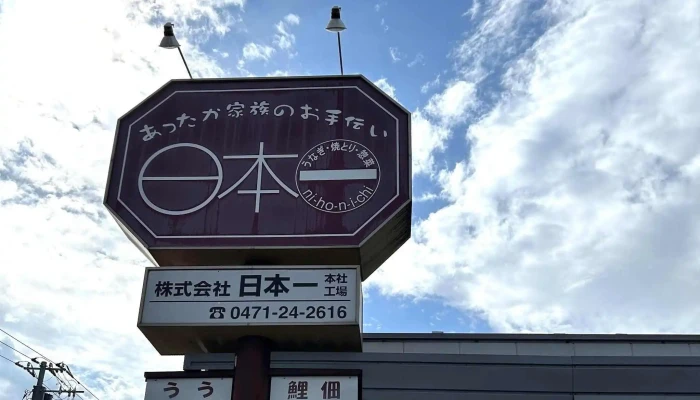 あったか家族のお手伝い
日本一
うなぎ・焼とり・惣菜
ni-ho-n-i-chi
株式会社 日本一 本社
工場
☎ 0471-24-2616
うう
鯉 佃